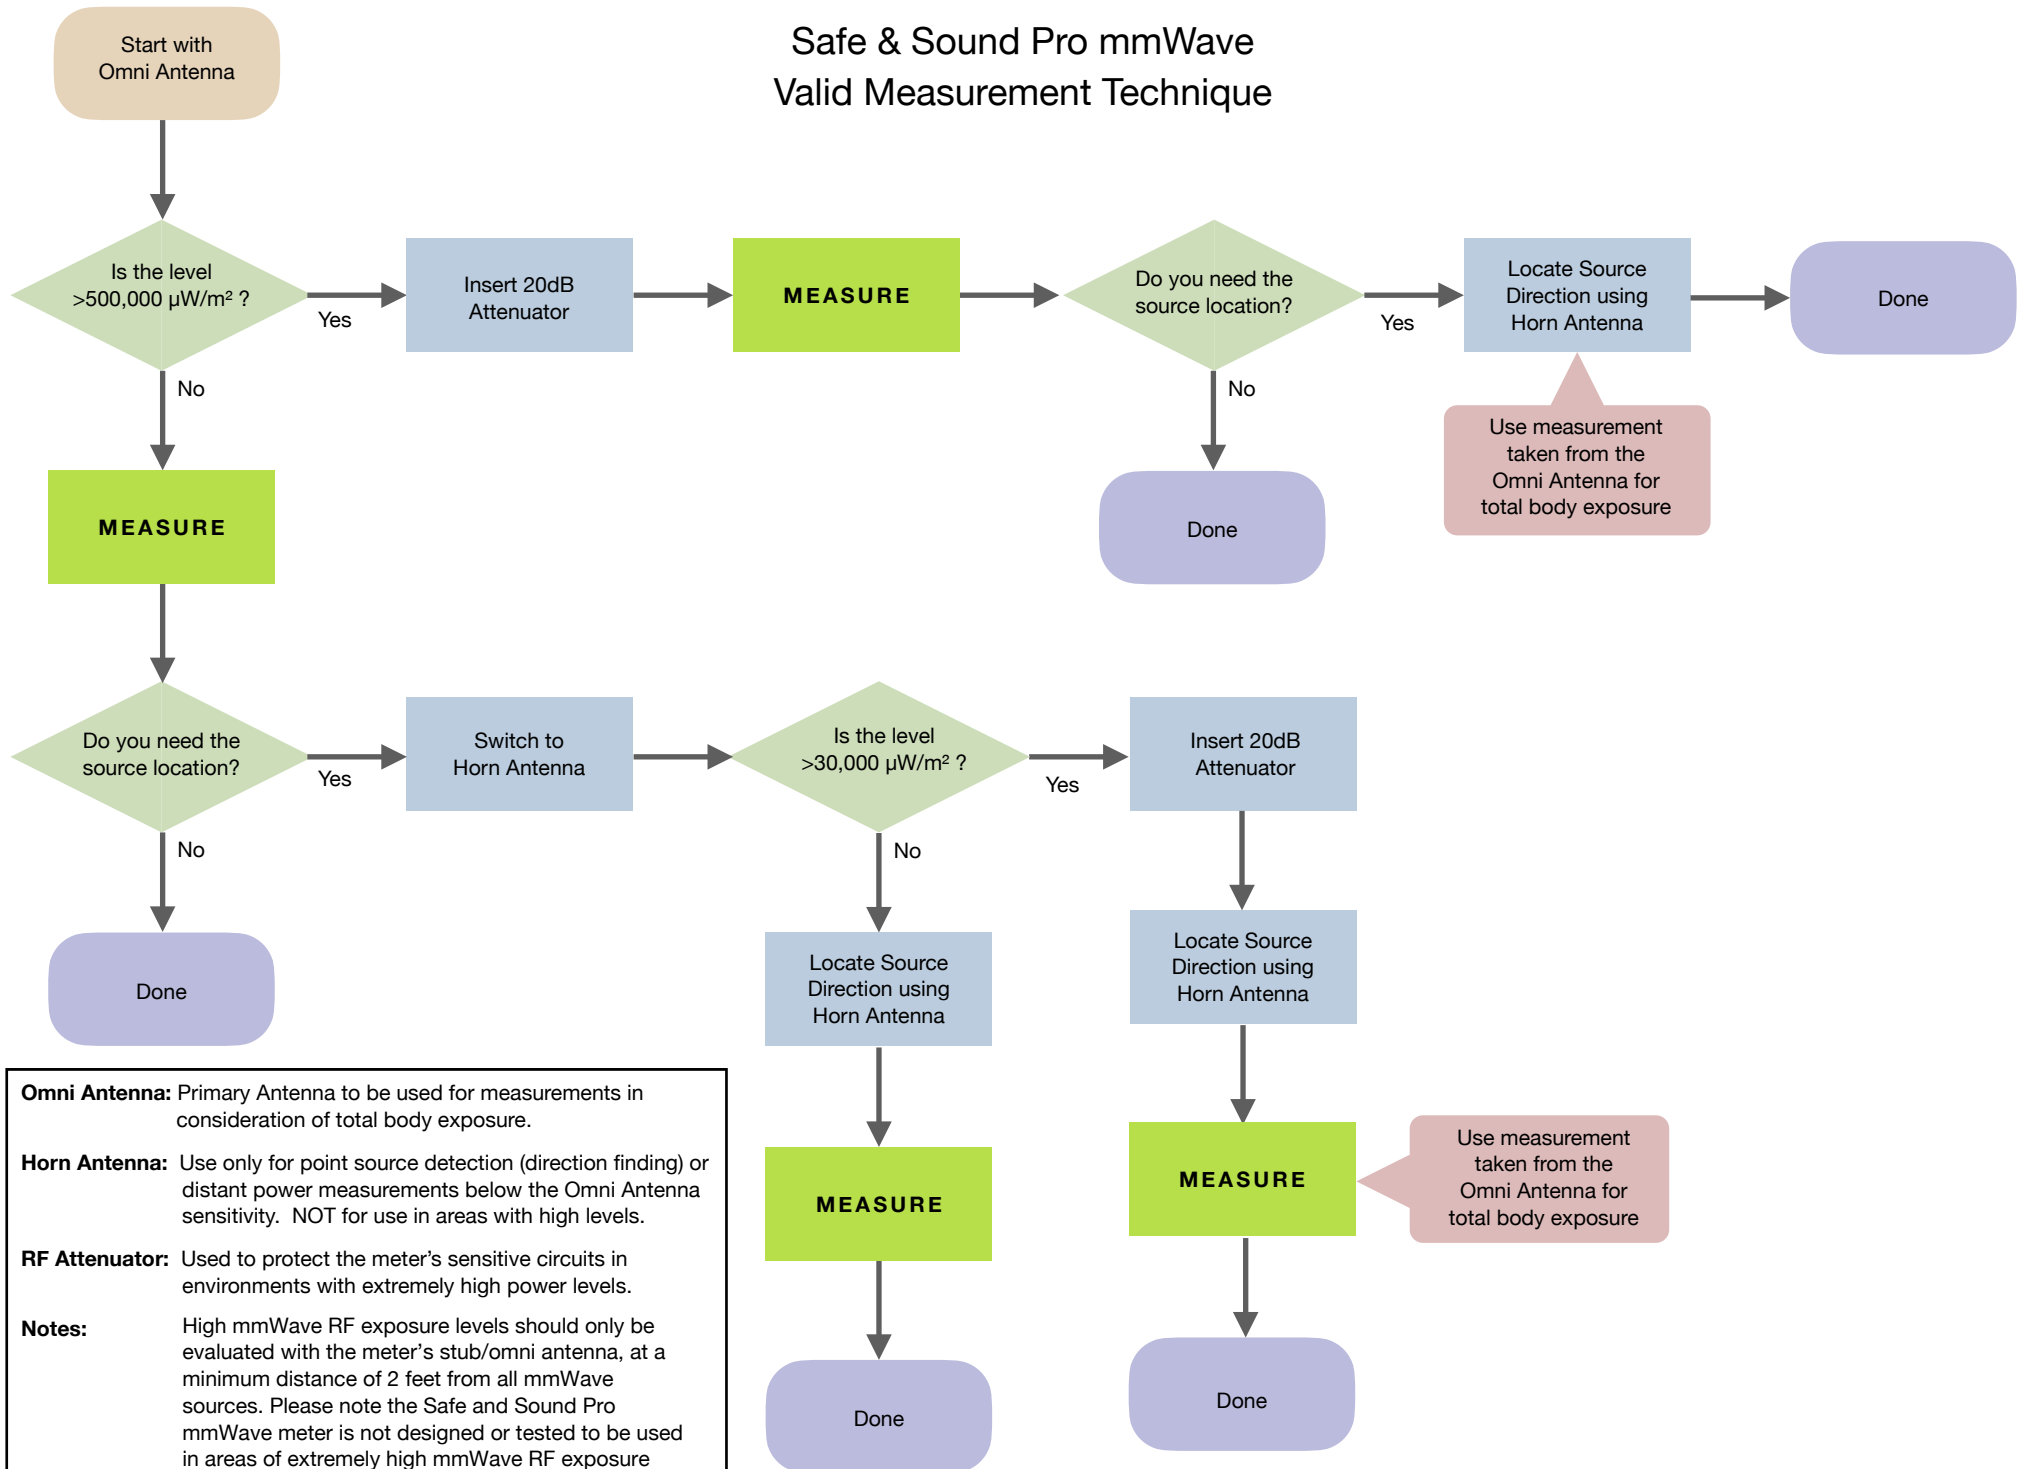 Safe & Sound Pro mmWave
Valid Measurement Technique
Start with
Omni Antenna
Is the level
>500,000 µW/m² ?
Yes
Insert 20dB
Attenuator
MEASURE
Do you need the
source location?
Yes
Locate Source
Direction using
Horn Antenna
Done
No
No
Use measurement
taken from the
Omni Antenna for
total body exposure
Done
MEASURE
Do you need the
source location?
Yes
Switch to
Horn Antenna
Is the level
>30,000 µW/m² ?
Yes
Insert 20dB
Attenuator
No
No
Done
Locate Source
Direction using
Horn Antenna
Locate Source
Direction using
Horn Antenna
MEASURE
MEASURE
Use measurement
taken from the
Omni Antenna for
total body exposure
Done
Done
Omni Antenna: Primary Antenna to be used for measurements in
consideration of total body exposure.
Horn Antenna: Use only for point source detection (direction finding) or
distant power measurements below the Omni Antenna
sensitivity. NOT for use in areas with high levels.
RF Attenuator: Used to protect the meter’s sensitive circuits in
environments with extremely high power levels.
Notes: High mmWave RF exposure levels should only be
evaluated with the meter’s stub/omni antenna, at a
minimum distance of 2 feet from all mmWave
sources. Please note the Safe and Sound Pro
mmWave meter is not designed or tested to be used
in areas of extremely high mmWave RF exposure